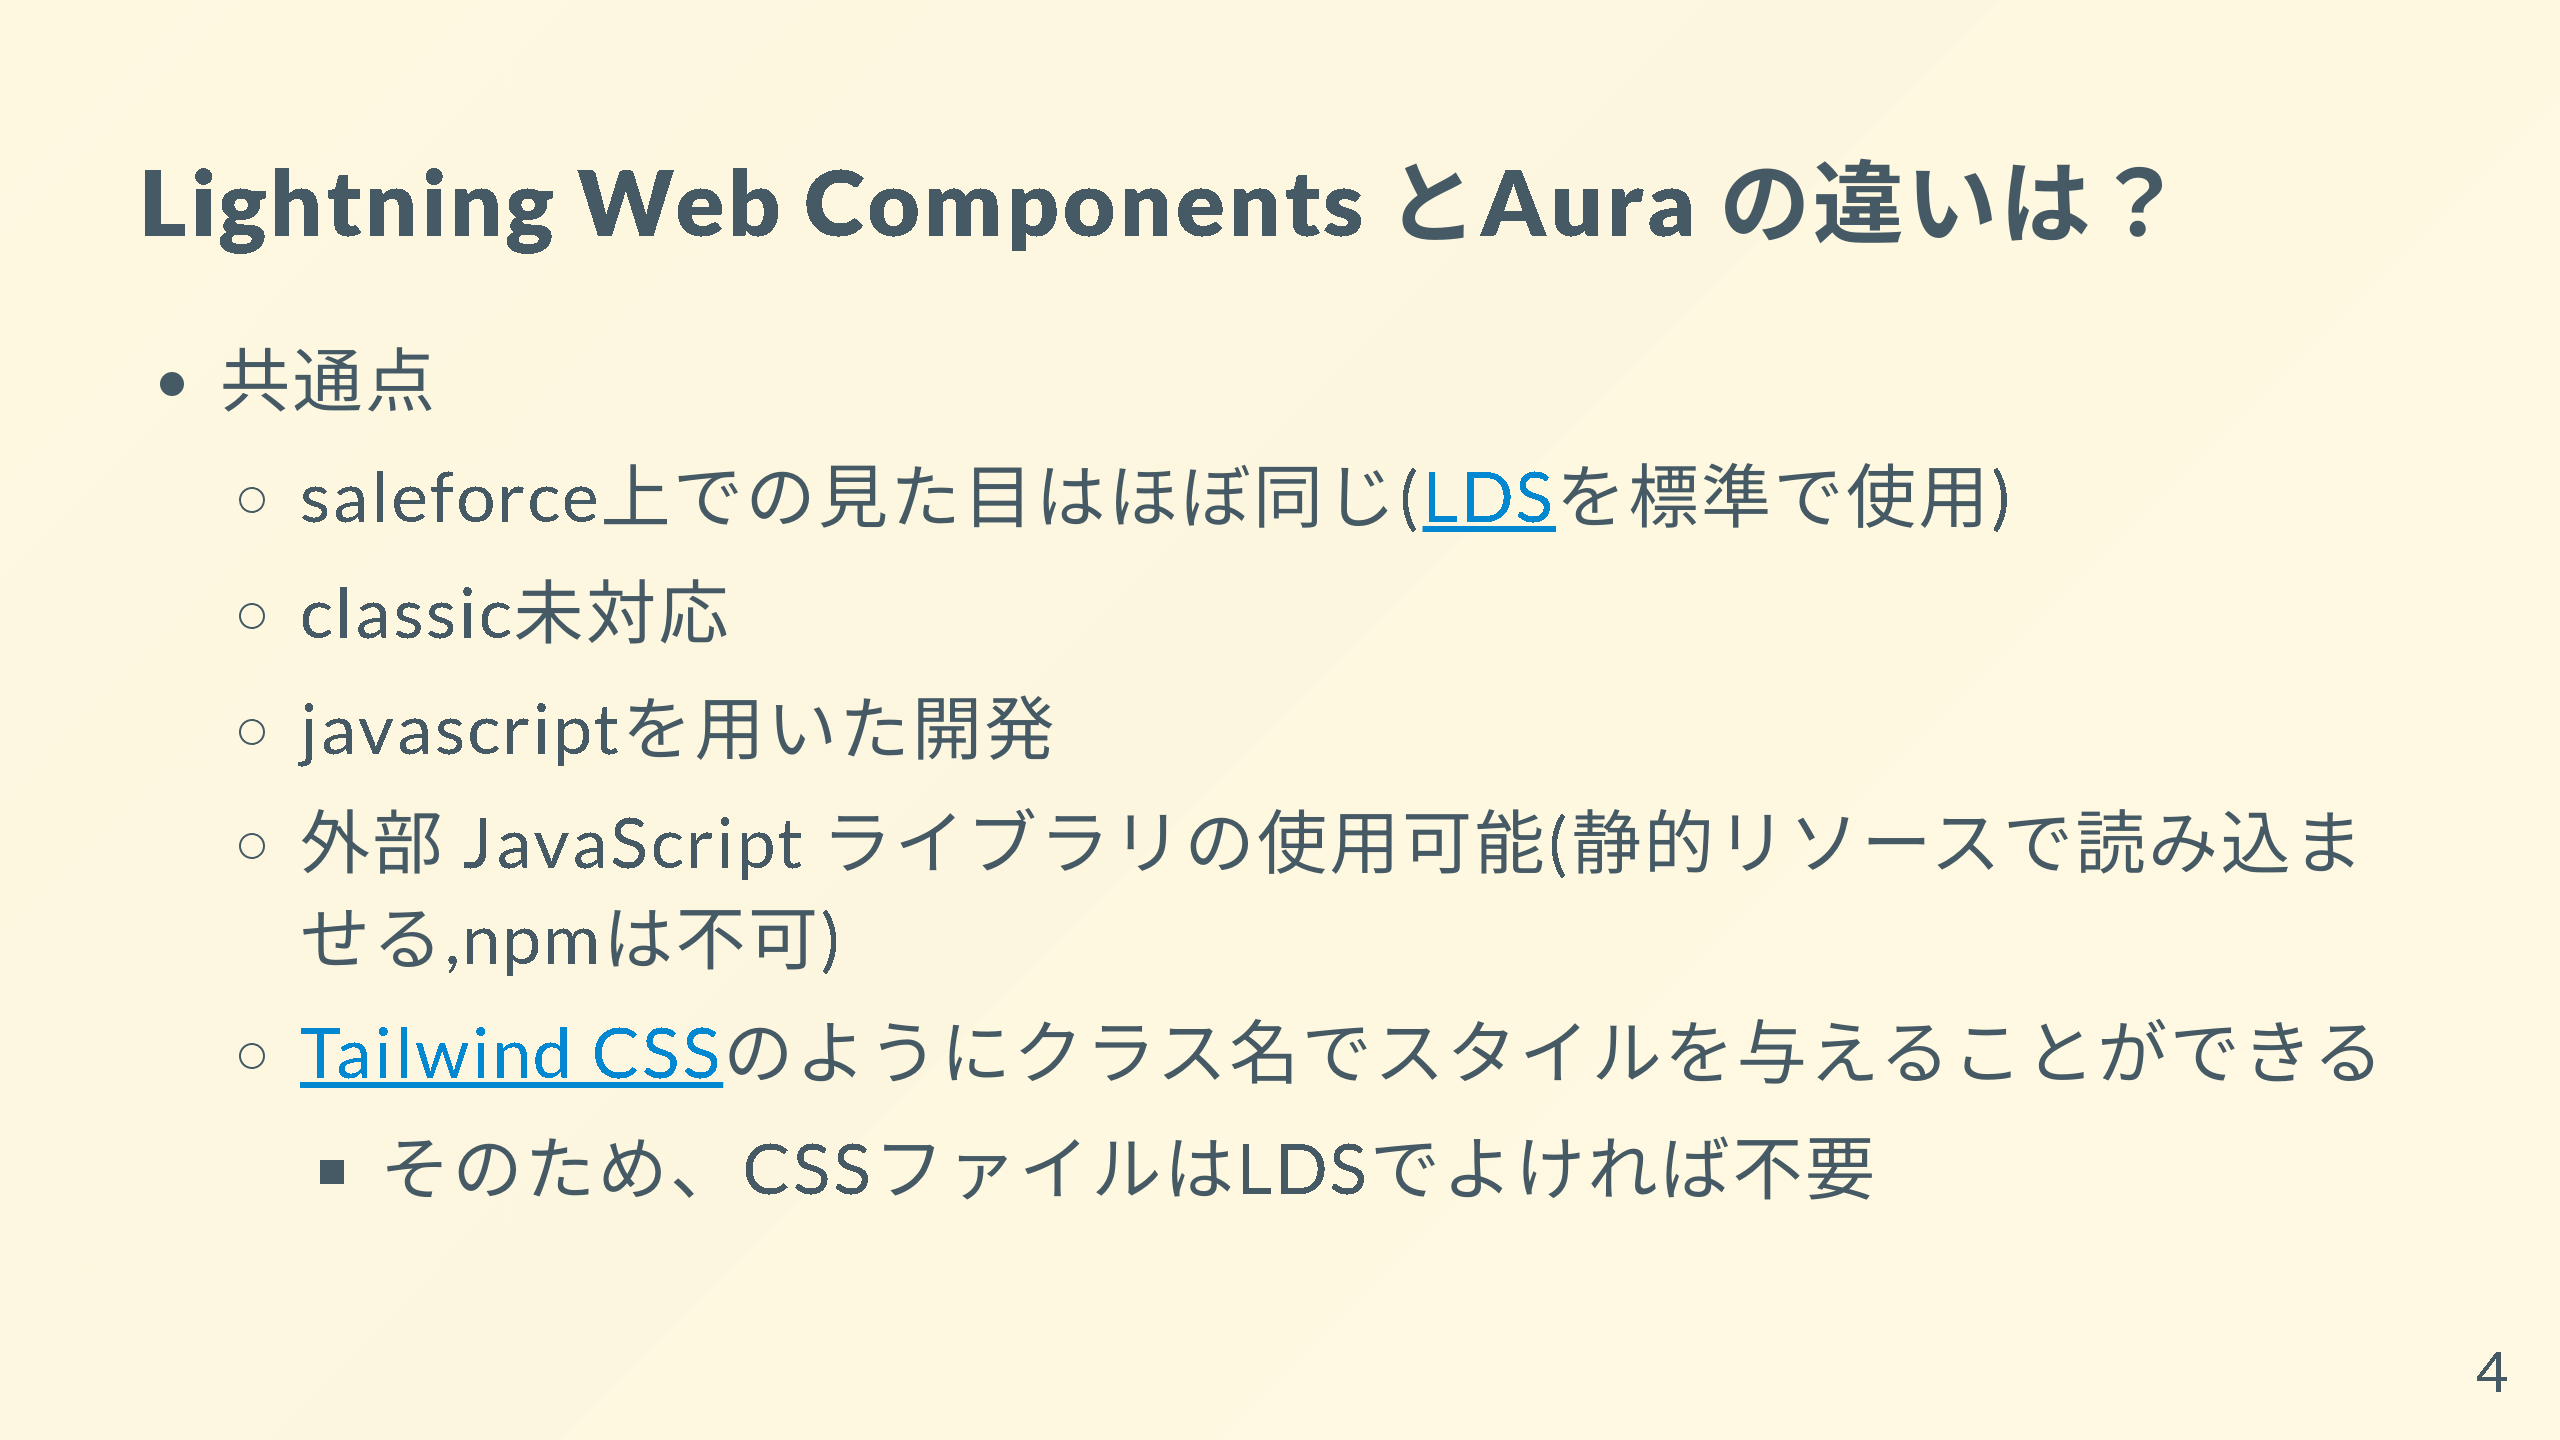 Lightning Web Components とAura の違いは？
共通点
saleforce上での見た目はほぼ同じ(LDSを標準で使用)
classic未対応
javascriptを用いた開発
外部 JavaScript ライブラリの使用可能(静的リソースで読み込ま
せる,npmは不可)
Tailwind CSSのようにクラス名でスタイルを与えることができる
そのため、CSSファイルはLDSでよければ不要
4